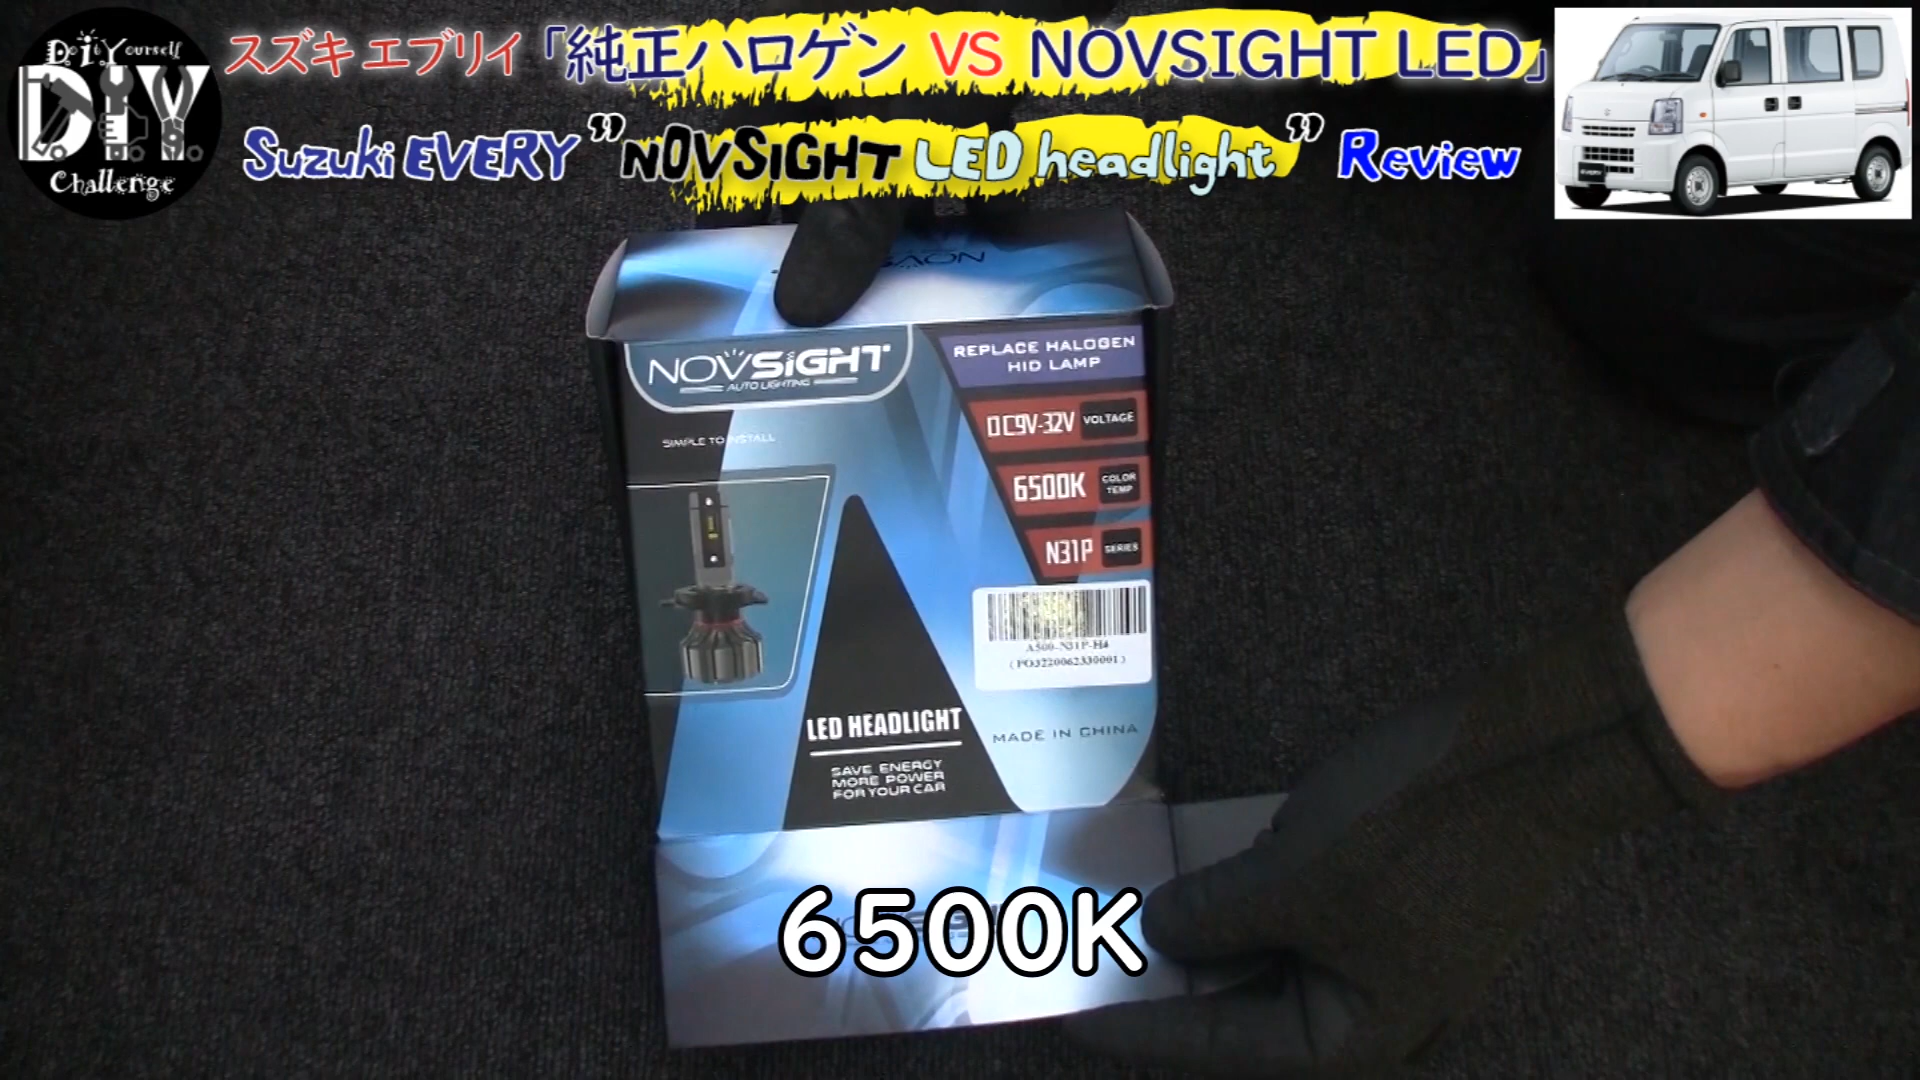 Do it Yourself
DIY
Challenge
スズキ エブリイ「純正ハロゲン VS NOVSIGHT LED」
Suzuki EVERY "NOVSIGHT LED headlight" Review
NOVSIGHT
AUTO LIGHTING
REPLACE HALOGEN
HID LAMP
DC9V-32V VOLTAGE
SIMPLE TO INSTALL
6500K COLOR TEMP
N31P SERIES
A500-N31P-H4
(PO3220062330001)
LED HEADLIGHT
MADE IN CHINA
SAVE ENERGY
MORE POWER
FOR YOUR CAR
6500K